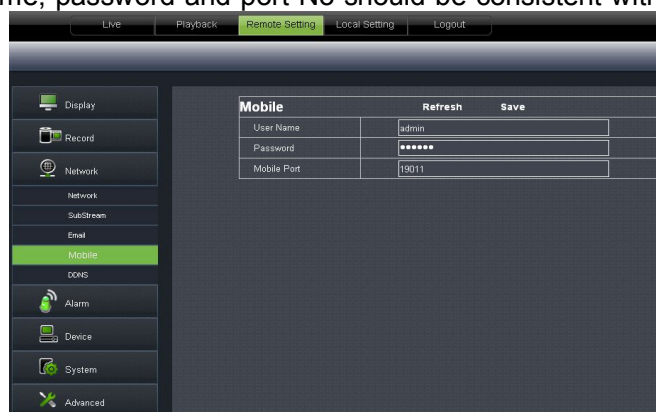 me, password and port No should be consistent with
Live Playback Remote Setting Local Setting Logout
Display
Record
Network
Network
SubStream
Email
Mobile
DDNS
Alarm
Device
System
Advanced
Mobile Refresh Save
User Name admin
Password ••••••
Mobile Port 19011